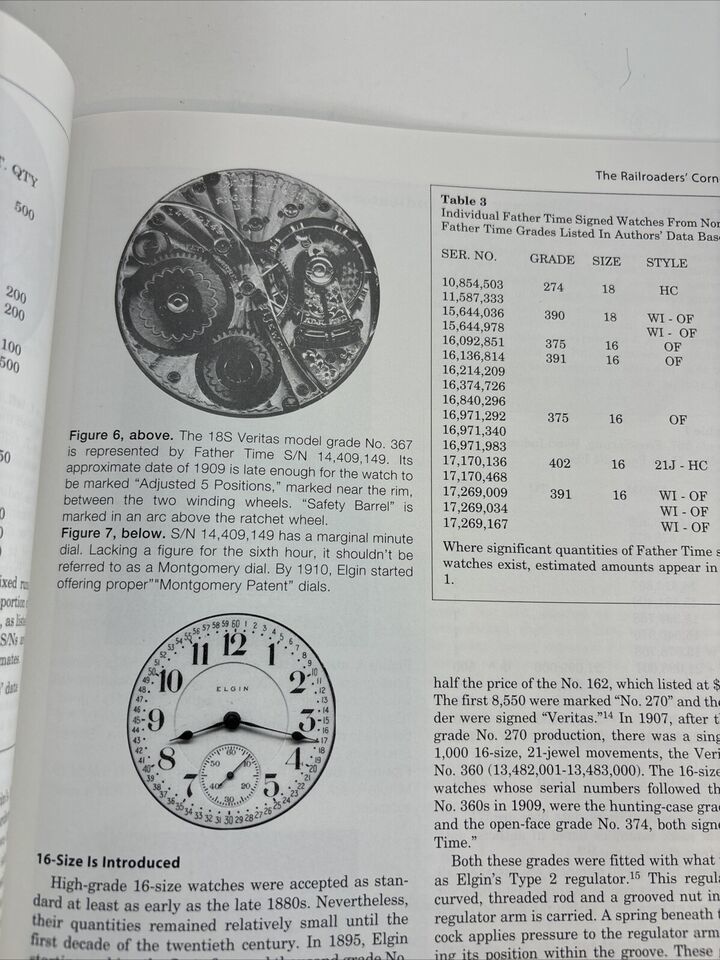 T. QTY
500
200
200
100
500
50
0
0
0
The Railroaders' Corn
Table 3
Individual Father Time Signed Watches From Non
Father Time Grades Listed In Authors' Data Base
SER. NO. GRADE SIZE STYLE
10,854,503 274 18 HC
11,587,333
15,644,036 390 18 WI - OF
15,644,978 WI - OF
16,092,851 375 16 OF
16,136,814 391 16 OF
16,214,209
16,374,726
16,840,296
16,971,292 375 16 OF
16,971,340
16,971,983
17,170,136 402 16 21J - HC
17,170,468
17,269,009 391 16 WI - OF
17,269,034 WI - OF
17,269,167 WI - OF
Where significant quantities of Father Time s
watches exist, estimated amounts appear in
1.
Figure 6, above. The 18S Veritas model grade No. 367
is represented by Father Time S/N 14,409,149. Its
approximate date of 1909 is late enough for the watch to
be marked "Adjusted 5 Positions," marked near the rim,
between the two winding wheels. "Safety Barrel" is
marked in an arc above the ratchet wheel.
Figure 7, below. S/N 14,409,149 has a marginal minute
dial. Lacking a figure for the sixth hour, it shouldn't be
referred to as a Montgomery dial. By 1910, Elgin started
offering proper""Montgomery Patent" dials.
ELGIN
12 1 2 3 4 5 7 8 9 10 11
16-Size Is Introduced
High-grade 16-size watches were accepted as stan-
dard at least as early as the late 1880s. Nevertheless,
their quantities remained relatively small until the
first decade of the twentieth century. In 1895, Elgin
half the price of the No. 162, which listed at $
The first 8,550 were marked "No. 270" and the
der were signed "Veritas."14 In 1907, after t
grade No. 270 production, there was a sing
1,000 16-size, 21-jewel movements, the Veri
No. 360 (13,482,001-13,483,000). The 16-size
watches whose serial numbers followed th
No. 360s in 1909, were the hunting-case grad
and the open-face grade No. 374, both signe
Time."
Both these grades were fitted with what
as Elgin's Type 2 regulator.15 This regula
curved, threaded rod and a grooved nut in
regulator arm is carried. A spring beneath t
cock applies pressure to the regulator arm
ing its position within the groove. These